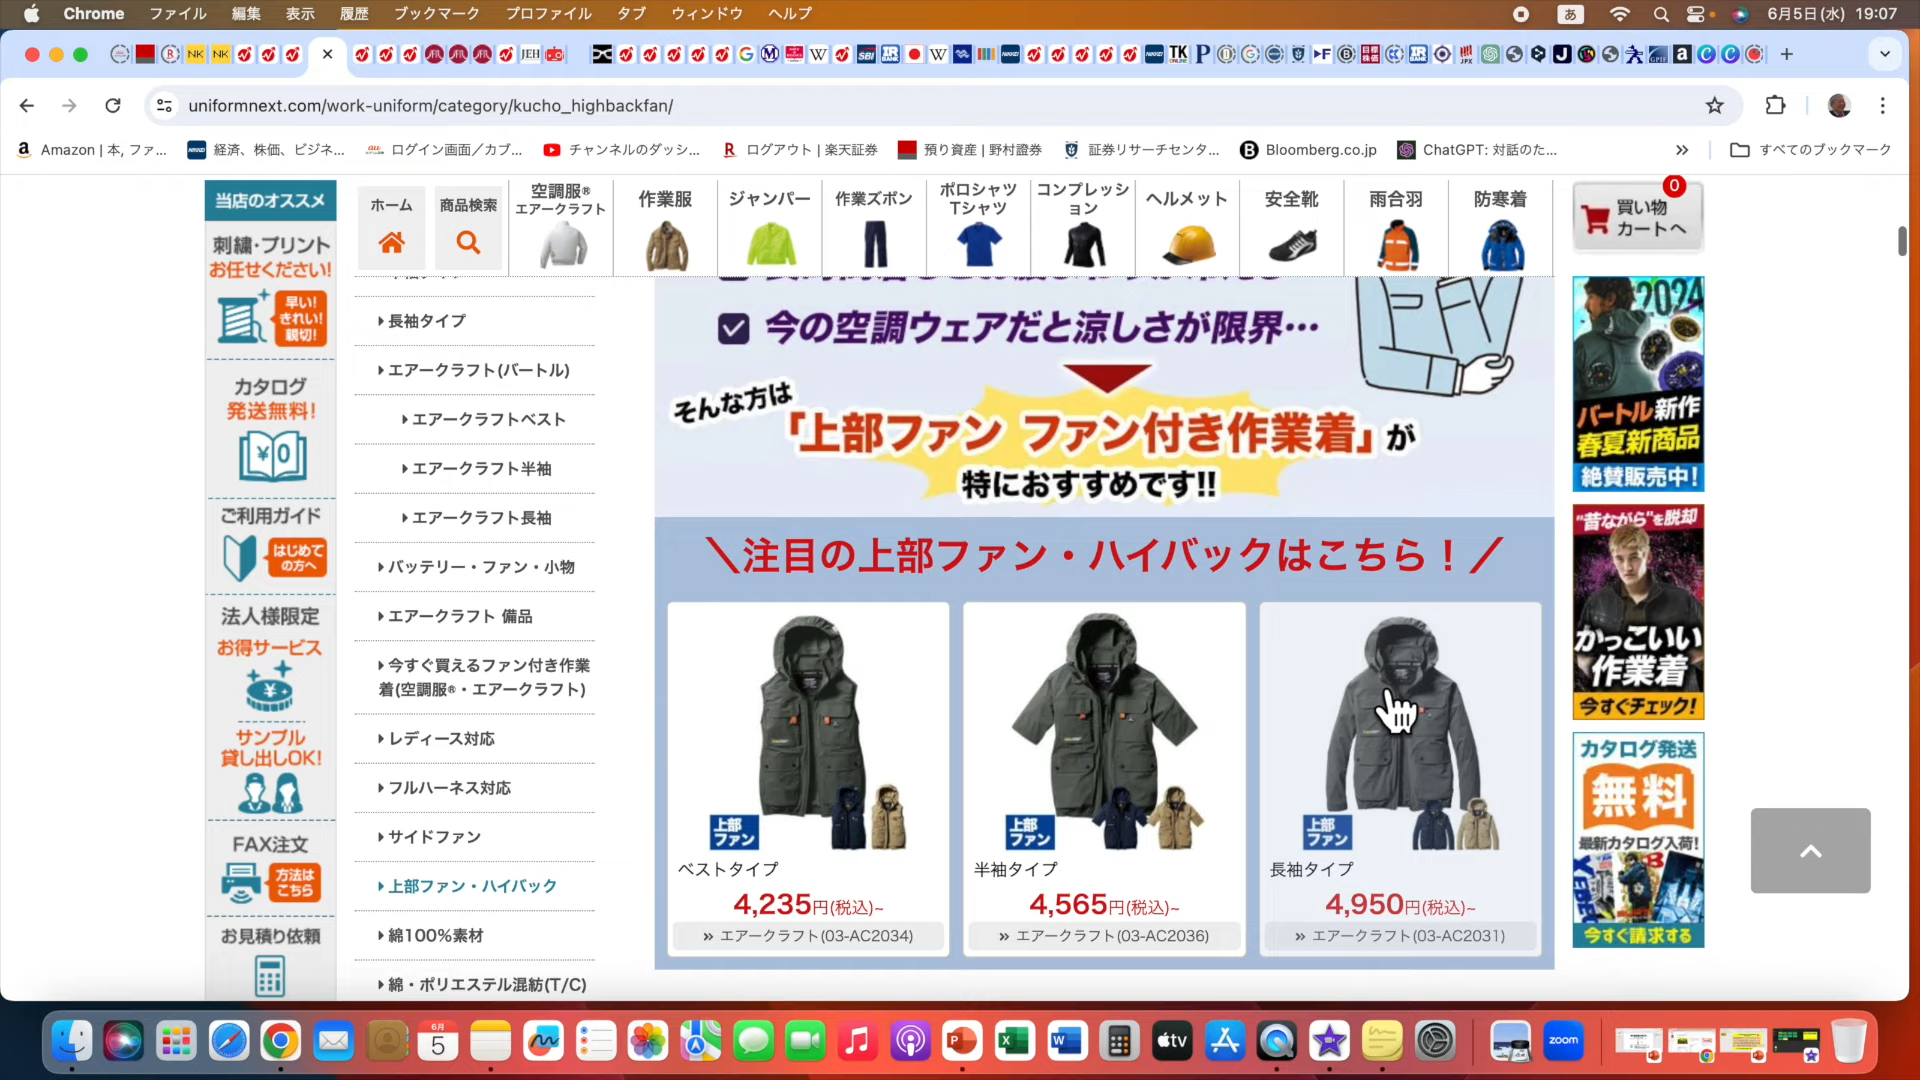 Chrome ファイル 編集 表示 履歴 ブックマーク プロファイル タブ ウィンドウ ヘルプ
あ 6月5日(水) 19:07
uniformnext.com/work-uniform/category/kucho_highbackfan/
Amazon | 本, ファ... 経済、株価、ビジネ... ログイン画面／カブ... チャンネルのダッシ... ログアウト | 楽天証券 預り資産 | 野村證券 証券リサーチセンタ... Bloomberg.co.jp ChatGPT: 対話のた... » すべてのブックマーク
当店のオススメ
刺繍・プリント
お任せください!
早い!
きれい!
親切!
カタログ
発送無料!
¥0
ご利用ガイド
はじめて
の方へ
法人様限定
お得サービス
サンプル
貸し出しOK!
FAX注文
方法は
こちら
お見積り依頼
ホーム
商品検索
空調服®
エアークラフト
作業服
ジャンパー
作業ズボン
ポロシャツ
Tシャツ
コンプレッシ
ョン
ヘルメット
安全靴
雨合羽
防寒着
0
買い物
カートへ
長袖タイプ
エアークラフト(バートル)
エアークラフトベスト
エアークラフト半袖
エアークラフト長袖
バッテリー・ファン・小物
エアークラフト 備品
今すぐ買えるファン付き作業
着(空調服®・エアークラフト)
レディース対応
フルハーネス対応
サイドファン
上部ファン・ハイバック
綿100%素材
綿・ポリエステル混紡(T/C)
今の空調ウェアだと涼しさが限界…
そんな方は
「上部ファン ファン付き作業着」が
特におすすめです!!
＼注目の上部ファン・ハイバックはこちら！／
上部
ファン
ベストタイプ
4,235円(税込)~
» エアークラフト(03-AC2034)
上部
ファン
半袖タイプ
4,565円(税込)~
» エアークラフト(03-AC2036)
上部
ファン
長袖タイプ
4,950円(税込)~
» エアークラフト(03-AC2031)
2024
バートル新作
春夏新商品
絶賛販売中!
"昔ながら"を脱却
かっこいい
作業着
今すぐチェック!
カタログ発送
無料
最新カタログ入荷!
今すぐ請求する
6月
5
tv
zoom